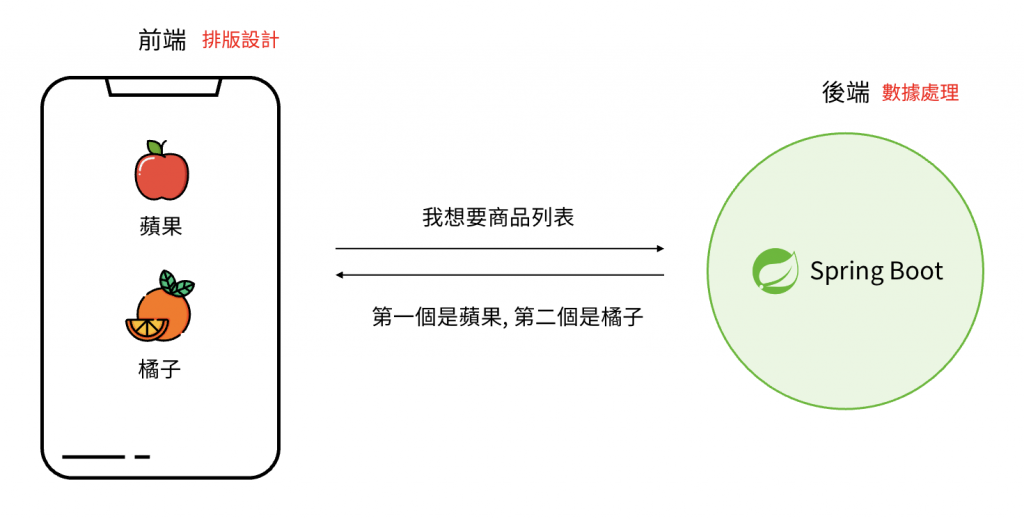 前端 排版設計
後端 數據處理
蘋果
橘子
我想要商品列表
第一個是蘋果, 第二個是橘子
Spring Boot